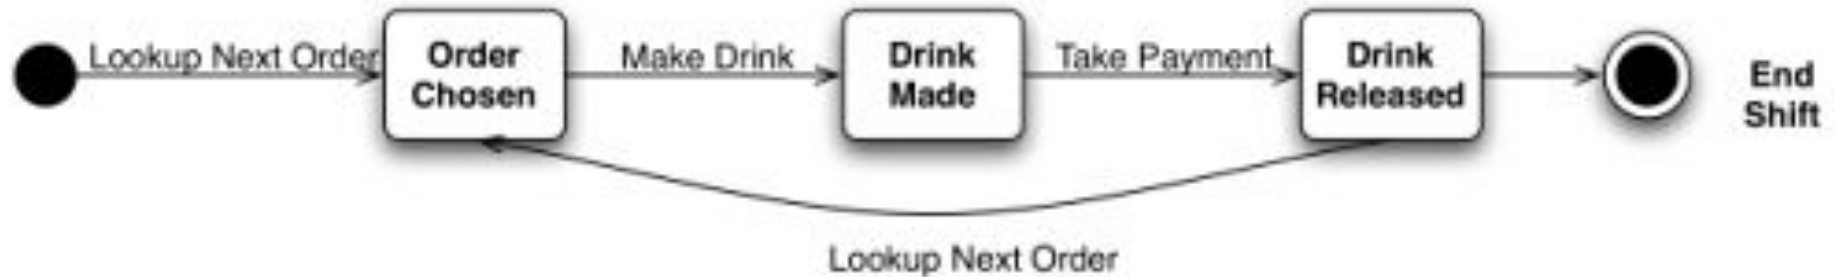 Lookup Next Order
Order
Chosen
Make Drink
Drink
Made
Take Payment
Drink
Released
End
Shift
Lookup Next Order